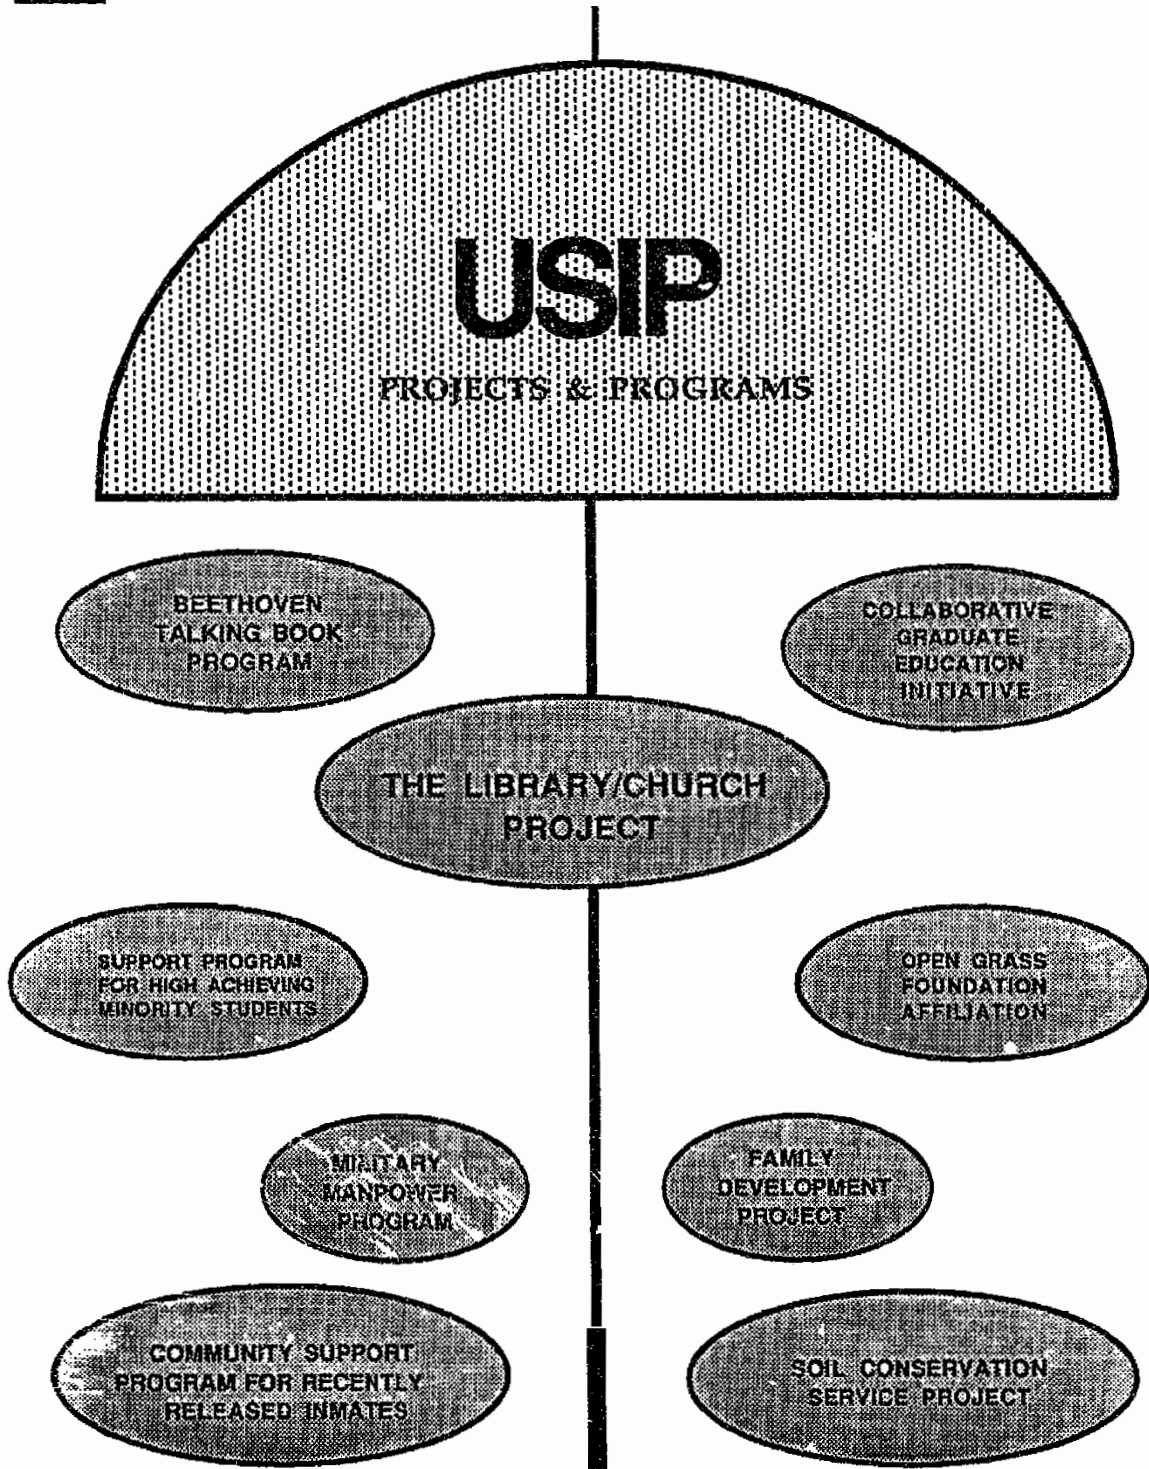 USIP
PROJECTS & PROGRAMS
BEETHOVEN
TALKING BOOK
PROGRAM
COLLABORATIVE
GRADUATE
EDUCATION
INITIATIVE
THE LIBRARY/CHURCH
PROJECT
SUPPORT PROGRAM
FOR HIGH ACHIEVING
MINORITY STUDENTS
OPEN GRASS
FOUNDATION
AFFILIATION
MILITARY
MANPOWER
PROGRAM
FAMILY
DEVELOPMENT
PROJECT
COMMUNITY SUPPORT
PROGRAM FOR RECENTLY
RELEASED INMATES
SOIL CONSERVATION
SERVICE PROJECT